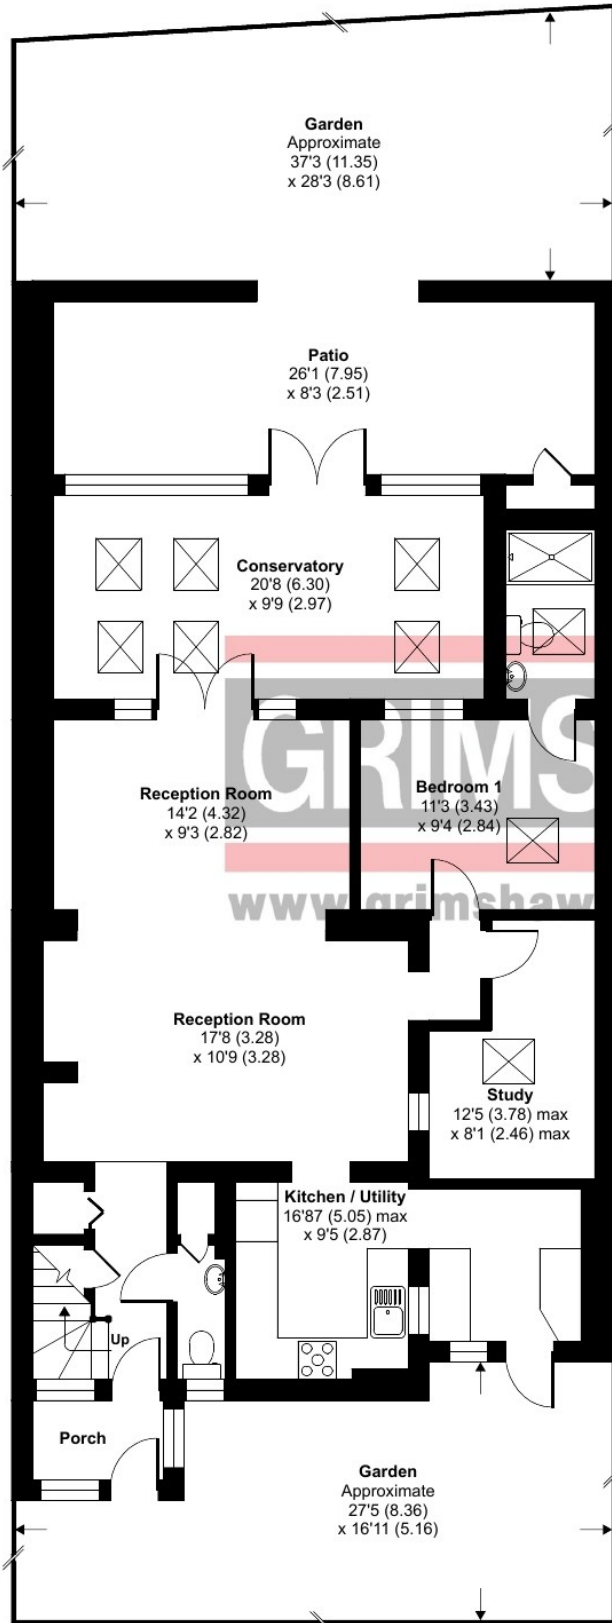 Garden
Approximate
37'3 (11.35)
x 28'3 (8.61)
Patio
26'1 (7.95)
x 8'3 (2.51)
Conservatory
20'8 (6.30)
x 9'9 (2.97)
GRIMS
Reception Room
14'2 (4.32)
x 9'3 (2.82)
Bedroom 1
11'3 (3.43)
x 9'4 (2.84)
www.grimshaw
Reception Room
17'8 (3.28)
x 10'9 (3.28)
Study
12'5 (3.78) max
x 8'1 (2.46) max
Kitchen / Utility
16'87 (5.05) max
x 9'5 (2.87)
Up
Porch
Garden
Approximate
27'5 (8.36)
x 16'11 (5.16)